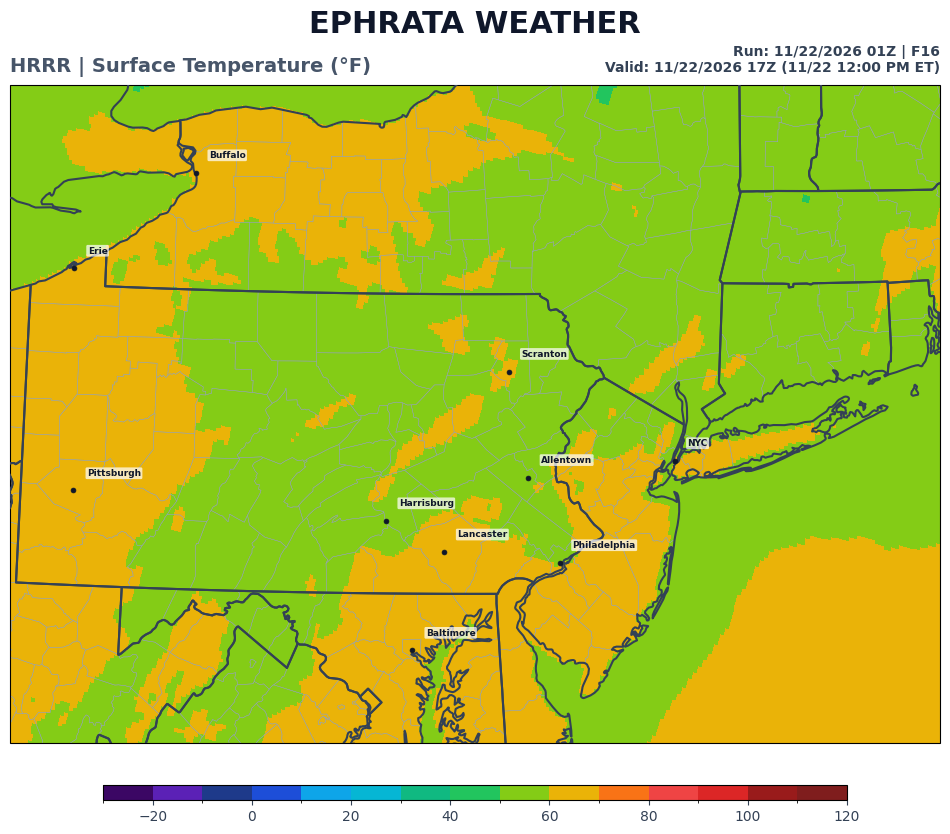 EPHRATA WEATHER
HRRR | Surface Temperature (°F)
Run: 11/22/2026 01Z | F16
Valid: 11/22/2026 17Z (11/22 12:00 PM ET)
Buffalo
Erie
Scranton
NYC
Allentown
Pittsburgh
Harrisburg
Lancaster
Philadelphia
Baltimore
−20 0 20 40 60 80 100 120